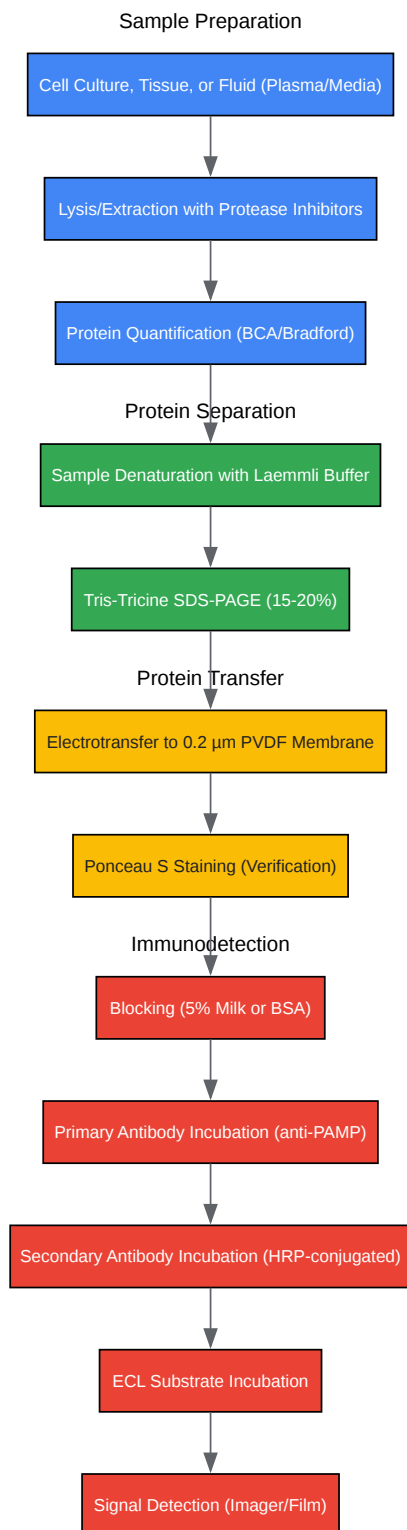 Sample Preparation
Cell Culture, Tissue, or Fluid (Plasma/Media)
Lysis/Extraction with Protease Inhibitors
Protein Quantification (BCA/Bradford)
Protein Separation
Sample Denaturation with Laemmli Buffer
Tris-Tricine SDS-PAGE (15-20%)
Protein Transfer
Electrotransfer to 0.2 µm PVDF Membrane
Ponceau S Staining (Verification)
Immunodetection
Blocking (5% Milk or BSA)
Primary Antibody Incubation (anti-PAMP)
Secondary Antibody Incubation (HRP-conjugated)
ECL Substrate Incubation
Signal Detection (Imager/Film)